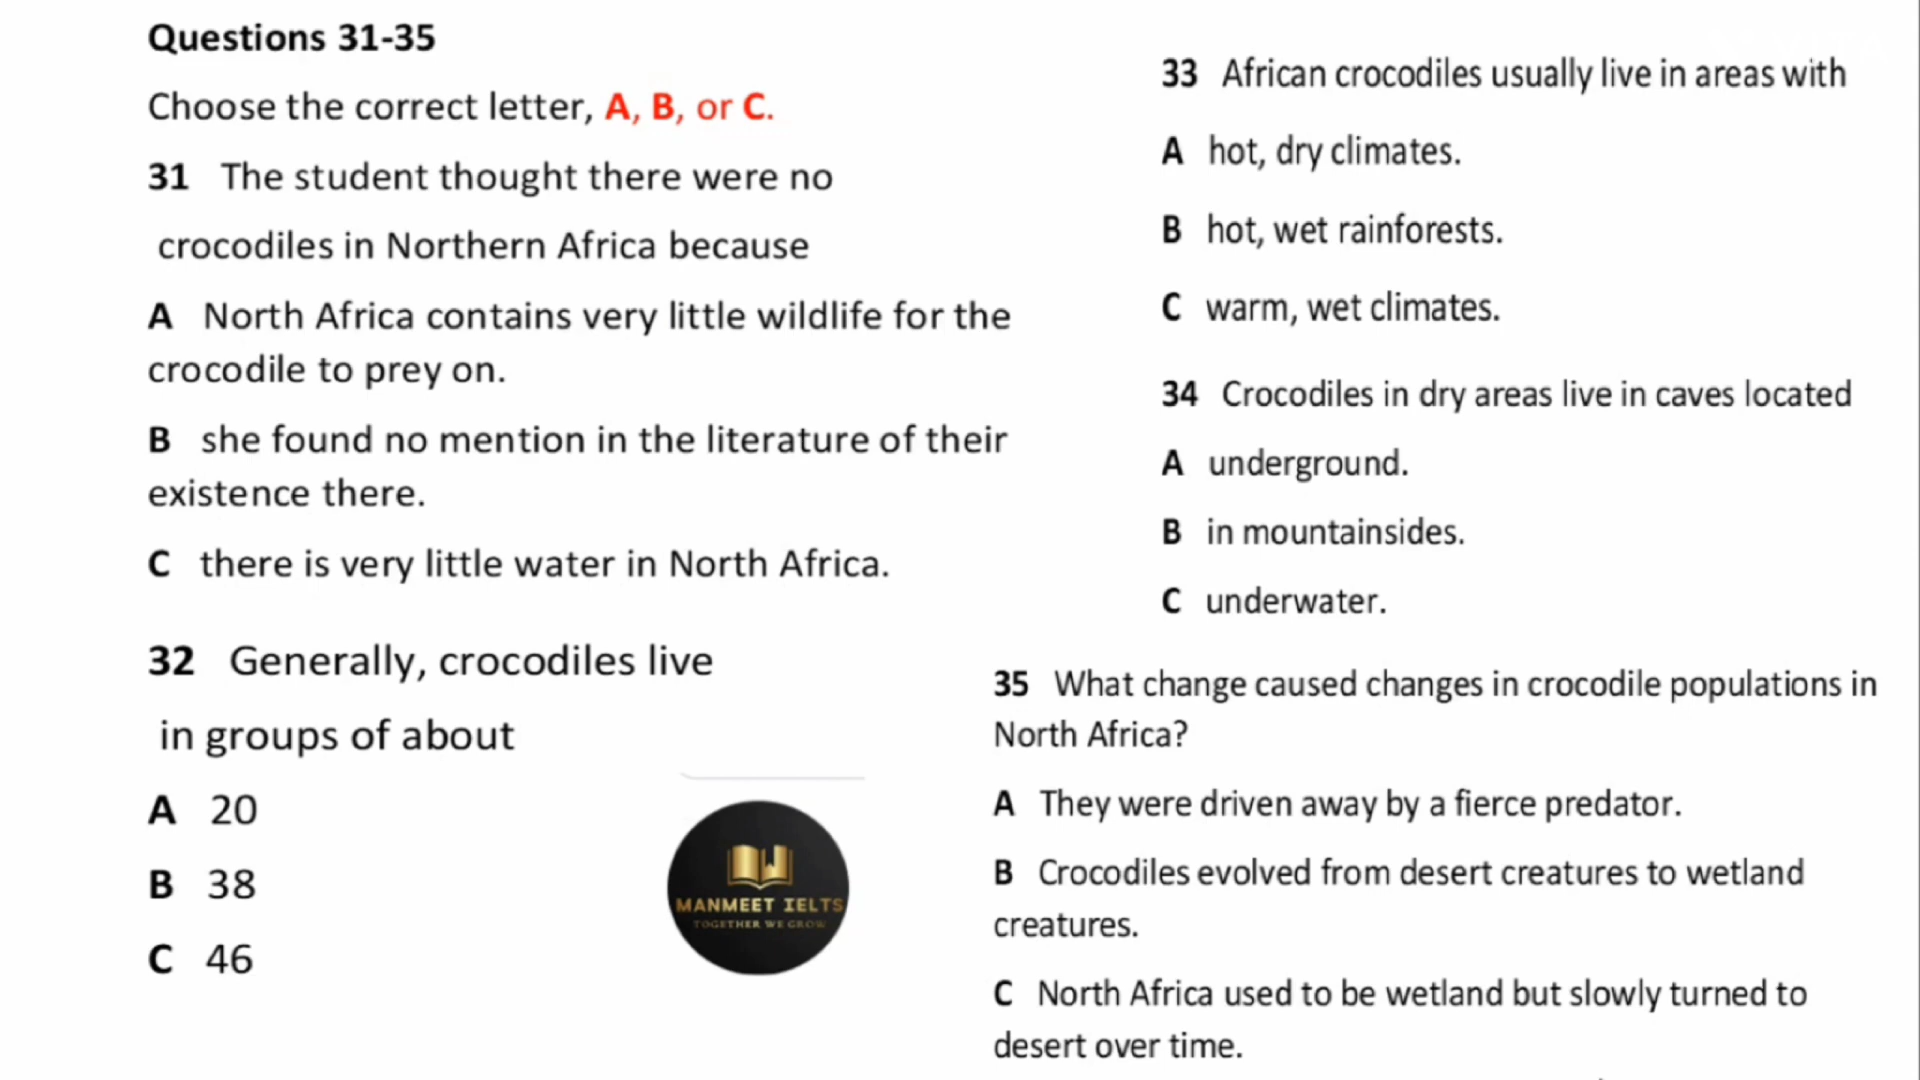 Questions 31-35
Choose the correct letter, A, B, or C.
31 The student thought there were no
crocodiles in Northern Africa because
A North Africa contains very little wildlife for the
crocodile to prey on.
B she found no mention in the literature of their
existence there.
C there is very little water in North Africa.
32 Generally, crocodiles live
in groups of about
A 20
B 38
C 46
MANMEET IELTS
TOGETHER WE GROW
33 African crocodiles usually live in areas with
A hot, dry climates.
B hot, wet rainforests.
C warm, wet climates.
34 Crocodiles in dry areas live in caves located
A underground.
B in mountainsides.
C underwater.
35 What change caused changes in crocodile populations in
North Africa?
A They were driven away by a fierce predator.
B Crocodiles evolved from desert creatures to wetland
creatures.
C North Africa used to be wetland but slowly turned to
desert over time.